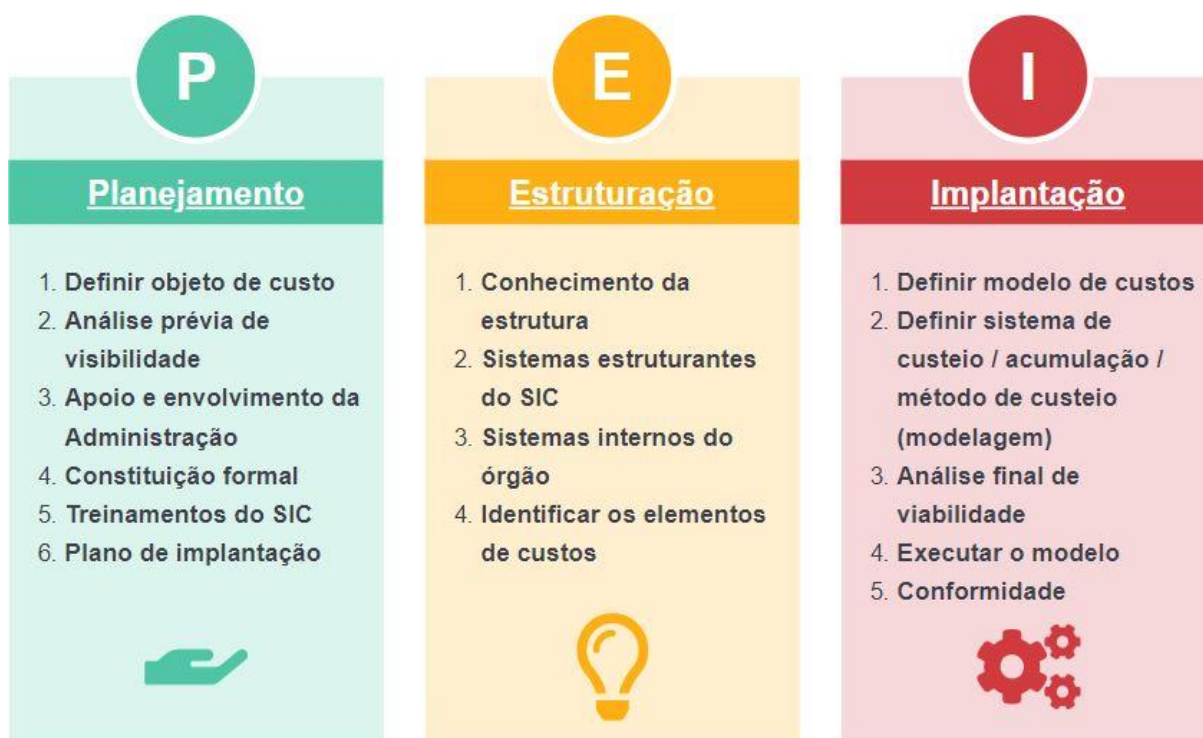 P
Planejamento
1. Definir objeto de custo
2. Análise prévia de
visibilidade
3. Apoio e envolvimento da
Administração
4. Constituição formal
5. Treinamentos do SIC
6. Plano de implantação
E
Estruturação
1. Conhecimento da
estrutura
2. Sistemas estruturantes
do SIC
3. Sistemas internos do
órgão
4. Identificar os elementos
de custos
I
Implantação
1. Definir modelo de custos
2. Definir sistema de
custeio / acumulação /
método de custeio
(modelagem)
3. Análise final de
viabilidade
4. Executar o modelo
5. Conformidade